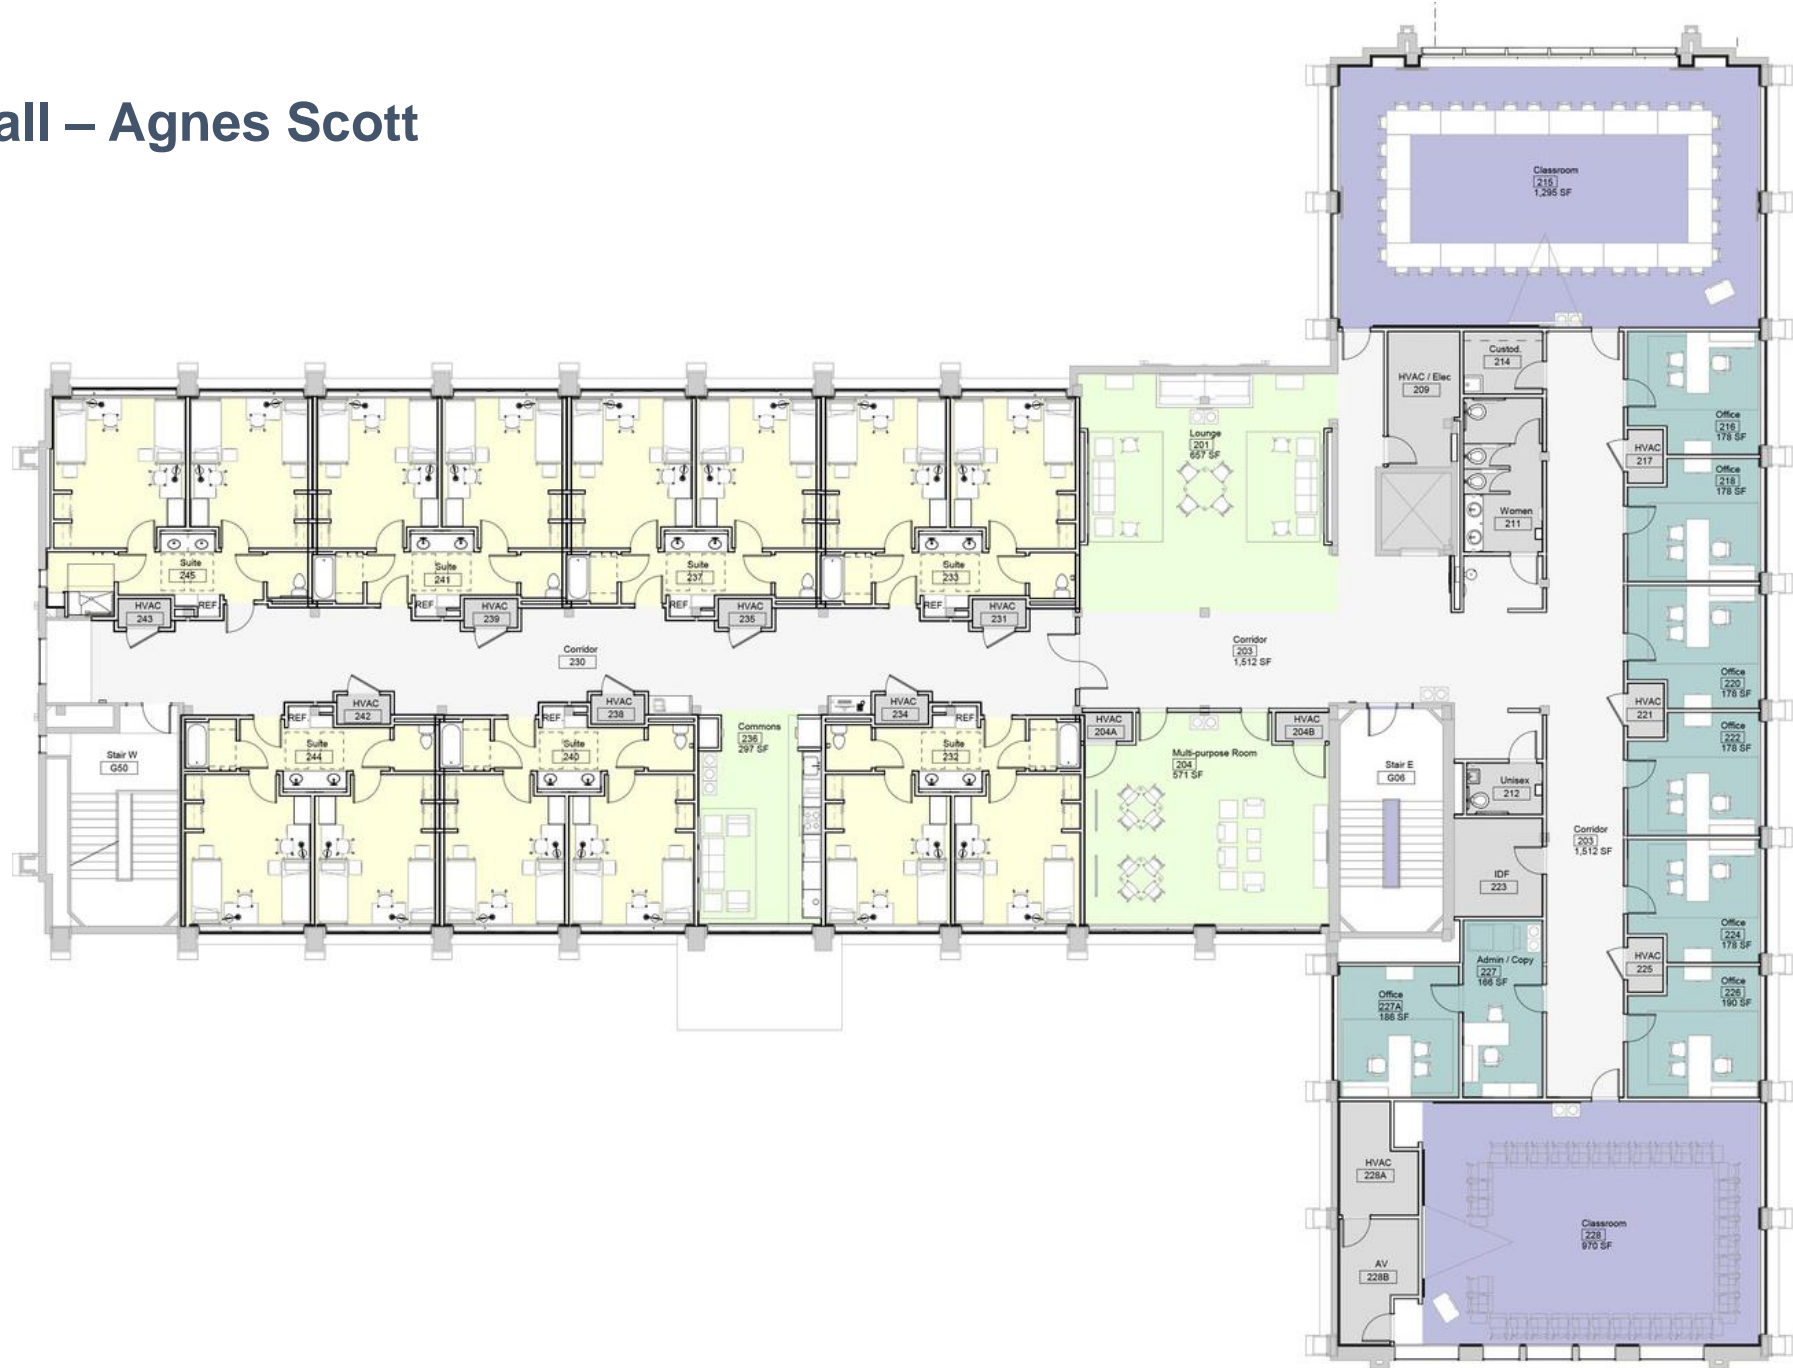 all – Agnes Scott
Classroom
215
1,295 SF
Custod.
214
HVAC / Elec
209
Office
216
178 SF
HVAC
217
Office
218
178 SF
Lounge
201
657 SF
Women
211
Suite
245
Suite
241
Suite
237
Suite
233
HVAC
243
REF.
REF
HVAC
239
REF
HVAC
235
REF
HVAC
231
Corridor
230
Corridor
203
1,512 SF
Office
220
178 SF
HVAC
242
HVAC
238
HVAC
234
HVAC
221
REF.
REF.
REF.
HVAC
204A
HVAC
204B
Commons
236
297 SF
Office
222
178 SF
Stair W
G50
Suite
244
Suite
240
Suite
232
Multi-purpose Room
204
571 SF
Stair E
G06
Unisex
212
Corridor
203
1,512 SF
IDF
223
Office
224
178 SF
Admin / Copy
227
166 SF
HVAC
225
Office
226
190 SF
Office
227A
186 SF
HVAC
228A
Classroom
228
970 SF
AV
228B